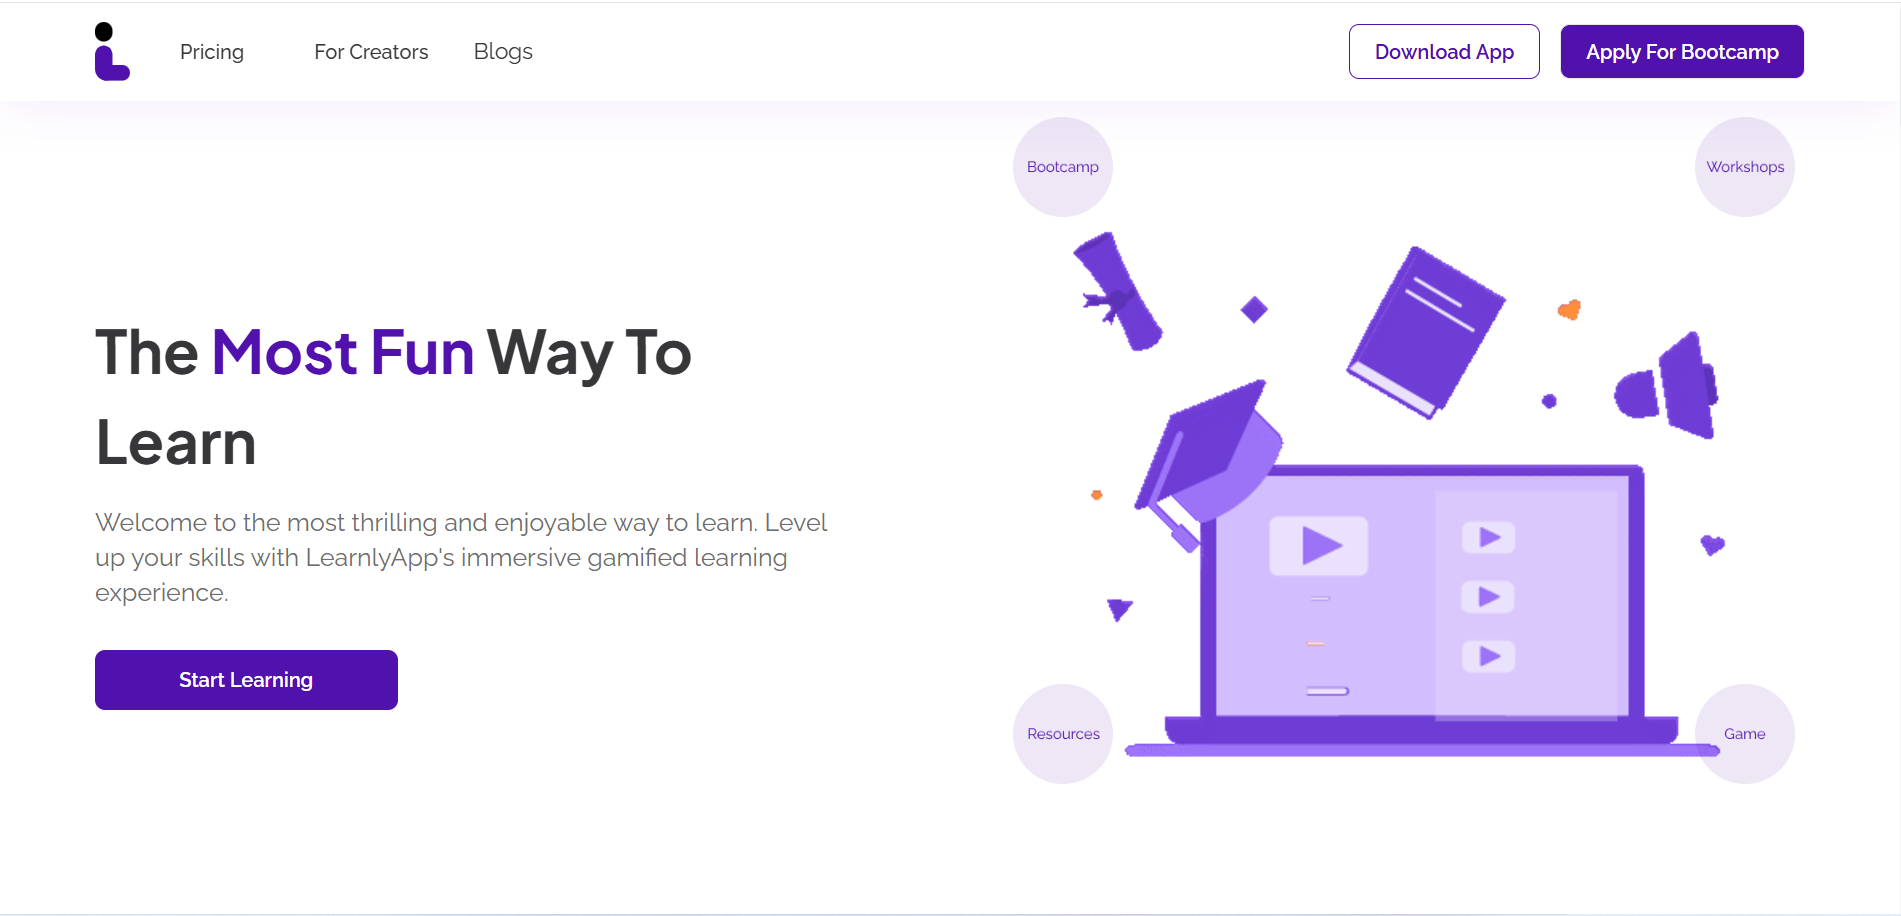 Pricing For Creators Blogs Download App Apply For Bootcamp
Bootcamp Workshops
The Most Fun Way To
Learn
Welcome to the most thrilling and enjoyable way to learn. Level
up your skills with LearnlyApp's immersive gamified learning
experience.
Start Learning
Resources Game